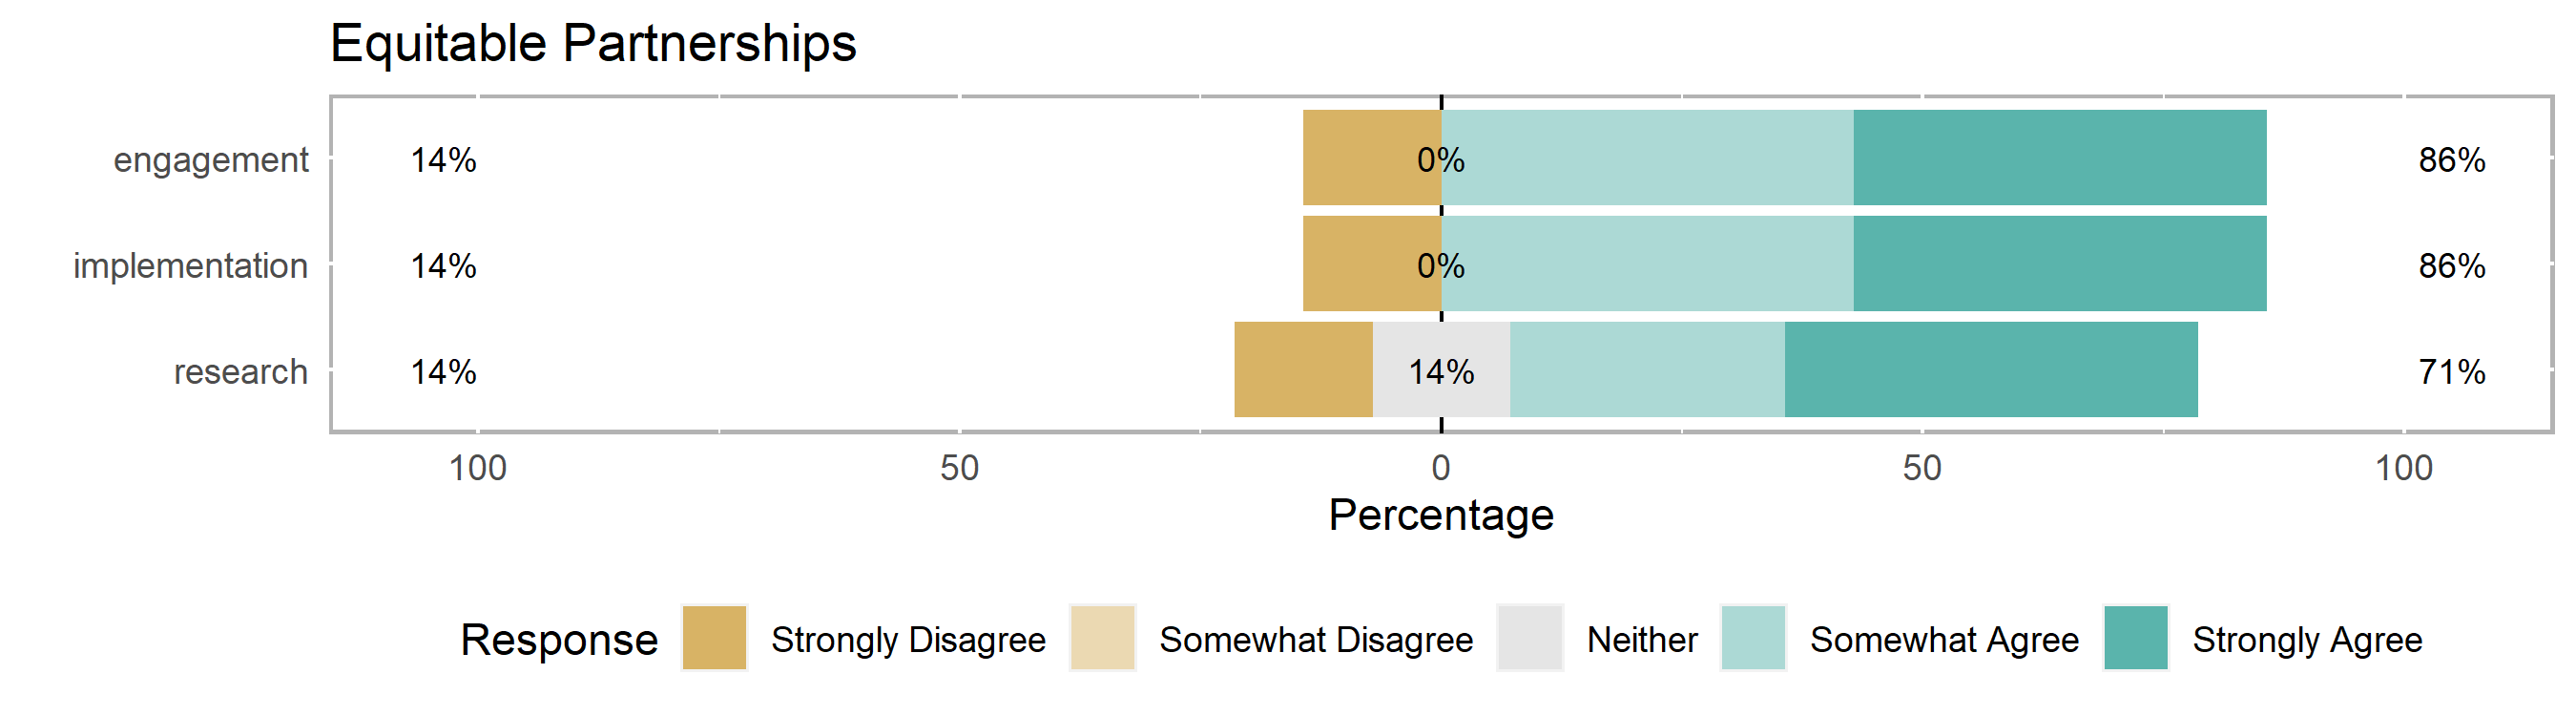 Equitable Partnerships
engagement 14% 0% 86%
implementation 14% 0% 86%
research 14% 14% 71%
100 50 0 50 100
Percentage
Response Strongly Disagree Somewhat Disagree Neither Somewhat Agree Strongly Agree